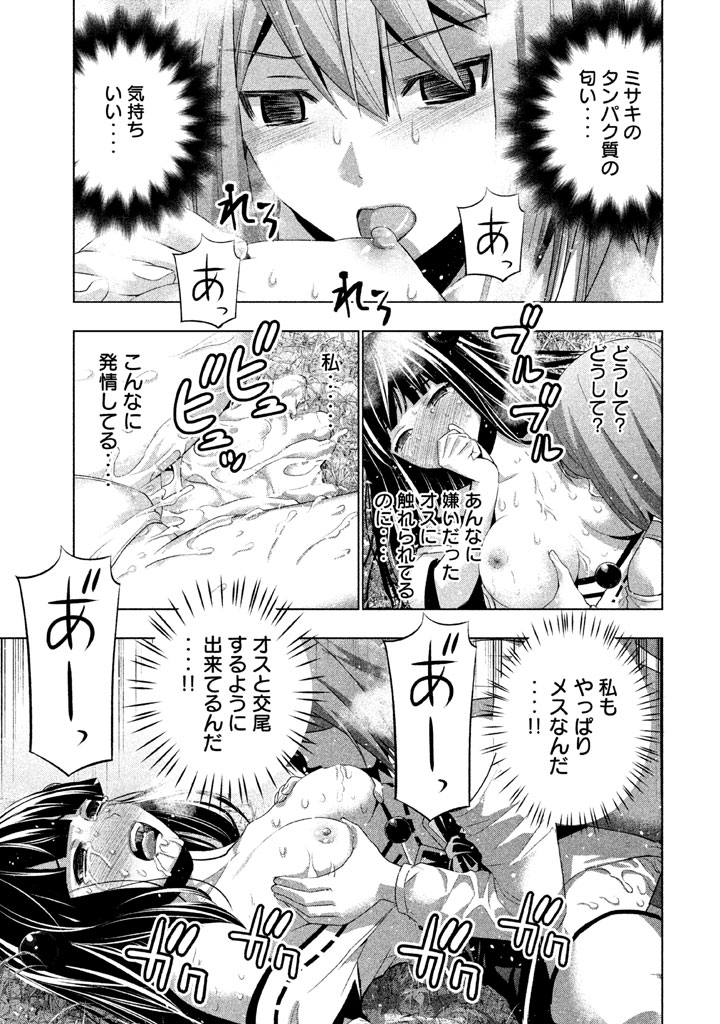 ミサキの
タンパク質の
匂い‥‥
気持ち
いい‥‥
れろ
あっ
あっ
れろ
どうして?
どうして?
ブルブルッ
あんなに
嫌いだった
オスに
触れられてる
のに‥‥
私‥‥‥
ビュビュ
こんなに
発情してる‥‥
私も
やっぱり
メスなんだ
‥‥!!
あーっ
オスと交尾
するように
出来てるんだ
‥‥!!
あーっ
ガク
ガク
ガク
ガク